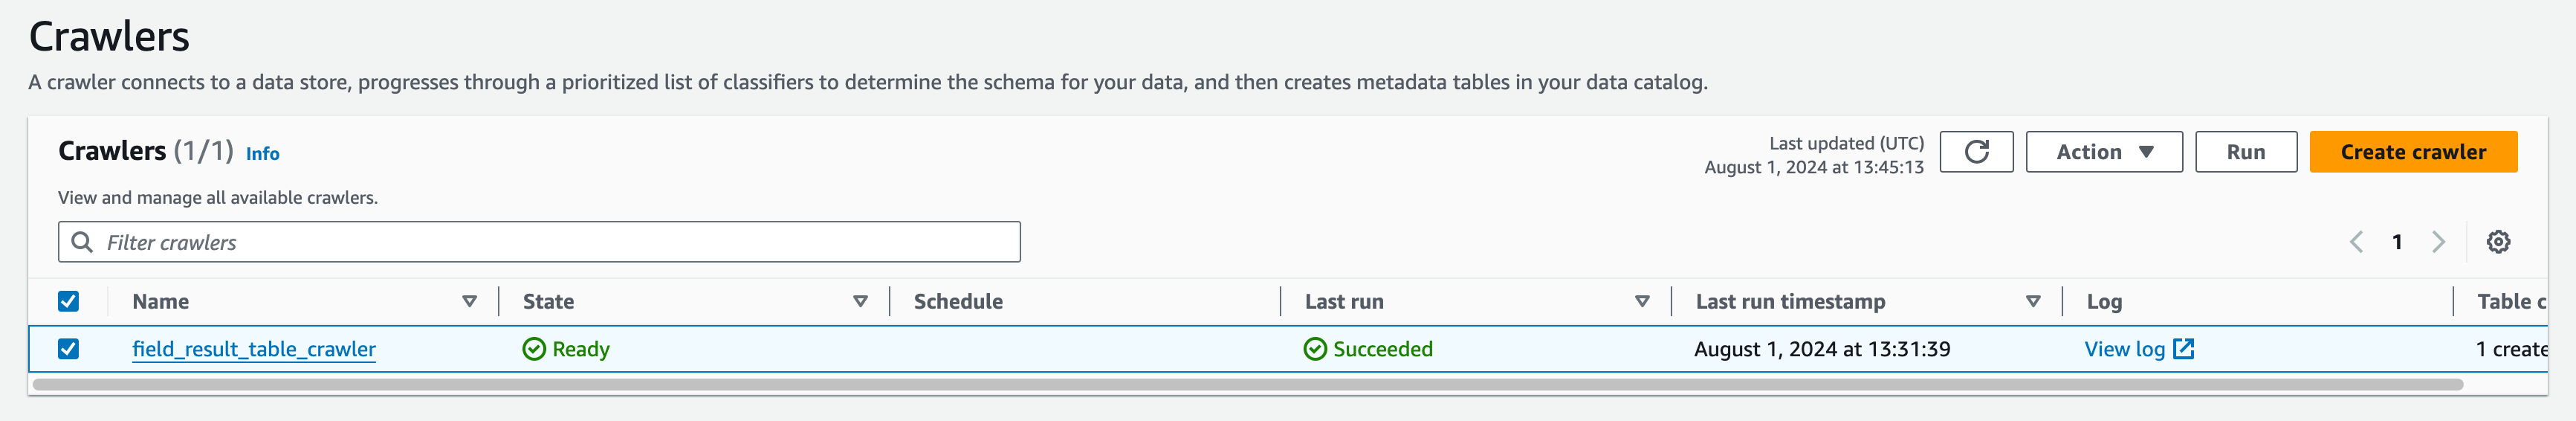 Crawlers
A crawler connects to a data store, progresses through a prioritized list of classifiers to determine the schema for your data, and then creates metadata tables in your data catalog.
Crawlers (1/1) Info
Last updated (UTC)
August 1, 2024 at 13:45:13
Action
Run
Create crawler
View and manage all available crawlers.
Filter crawlers
1
Name State Schedule Last run Last run timestamp Log Table c
field_result_table_crawler Ready Succeeded August 1, 2024 at 13:31:39 View log 1 create